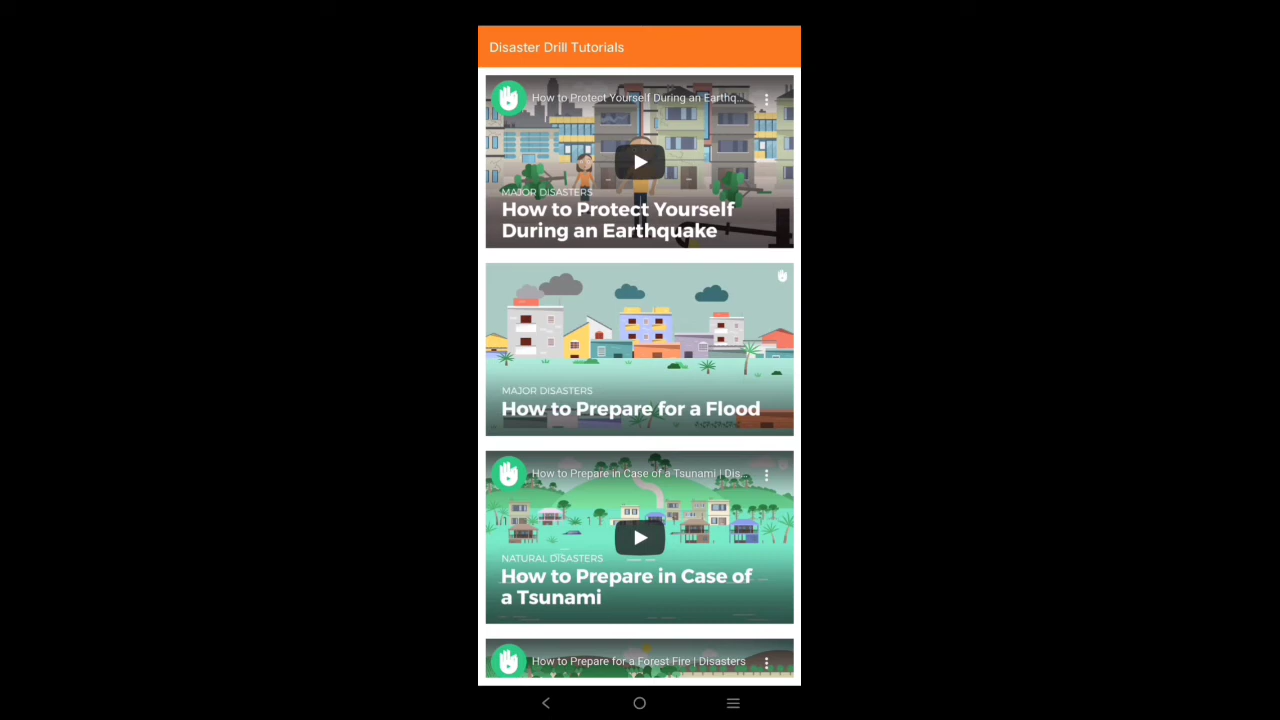 Disaster Drill Tutorials
How to Protect Yourself During an Earthq...
MAJOR DISASTERS
How to Protect Yourself
During an Earthquake
MAJOR DISASTERS
How to Prepare for a Flood
How to Prepare in Case of a Tsunami | Dis...
NATURAL DISASTERS
How to Prepare in Case of
a Tsunami
How to Prepare for a Forest Fire | Disasters